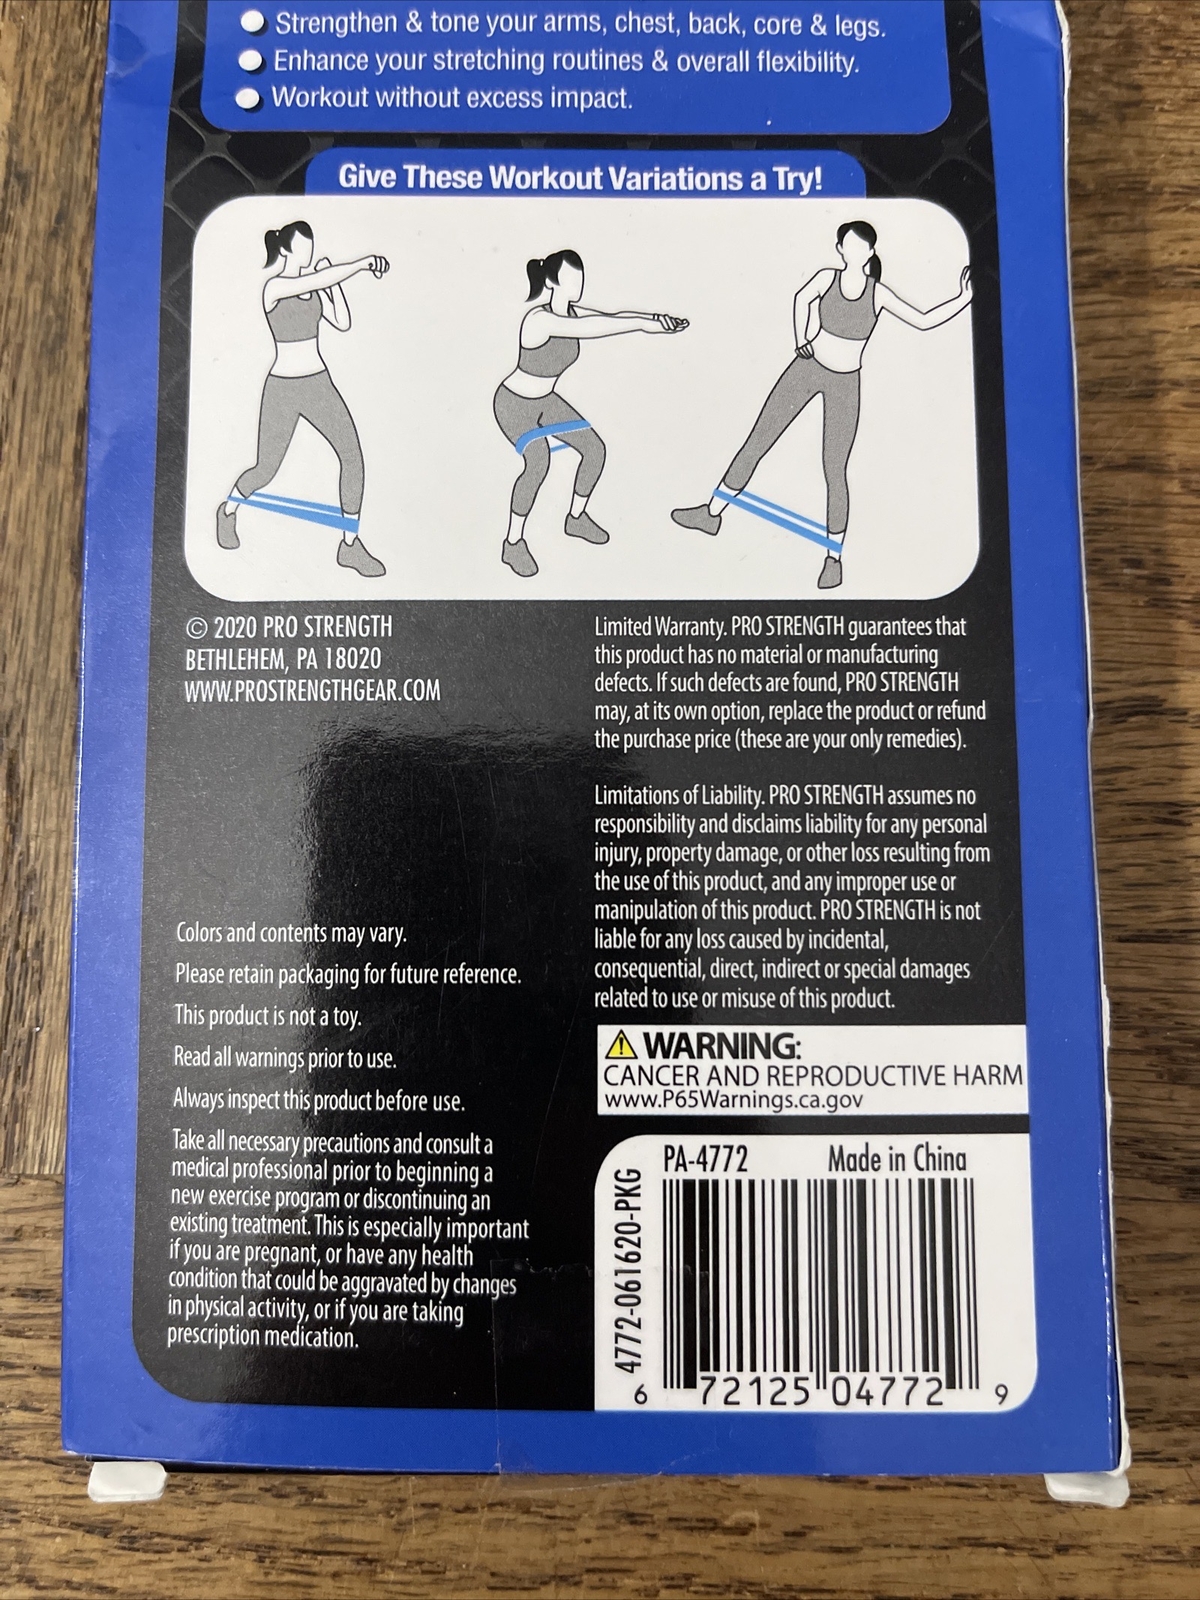 Strengthen & tone your arms, chest, back, core & legs.
Enhance your stretching routines & overall flexibility.
Workout without excess impact.
Give These Workout Variations a Try!
© 2020 PRO STRENGTH
BETHLEHEM, PA 18020
WWW.PROSTRENGTHGEAR.COM
Colors and contents may vary.
Please retain packaging for future reference.
This product is not a toy.
Read all warnings prior to use.
Always inspect this product before use.
Take all necessary precautions and consult a
medical professional prior to beginning a
new exercise program or discontinuing an
existing treatment. This is especially important
if you are pregnant, or have any health
condition that could be aggravated by changes
in physical activity, or if you are taking
prescription medication.
Limited Warranty. PRO STRENGTH guarantees that
this product has no material or manufacturing
defects. If such defects are found, PRO STRENGTH
may, at its own option, replace the product or refund
the purchase price (these are your only remedies).
Limitations of Liability. PRO STRENGTH assumes no
responsibility and disclaims liability for any personal
injury, property damage, or other loss resulting from
the use of this product, and any improper use or
manipulation of this product. PRO STRENGTH is not
liable for any loss caused by incidental,
consequential, direct, indirect or special damages
related to use or misuse of this product.
WARNING:
CANCER AND REPRODUCTIVE HARM
www.P65Warnings.ca.gov
PA-4772 Made in China
4772-061620-PKG
6 72125 04772 9